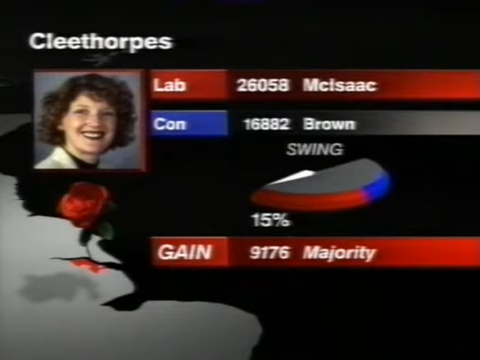 Cleethorpes
Lab 26058 McIsaac
Con 16882 Brown
SWING
15%
GAIN 9176 Majority